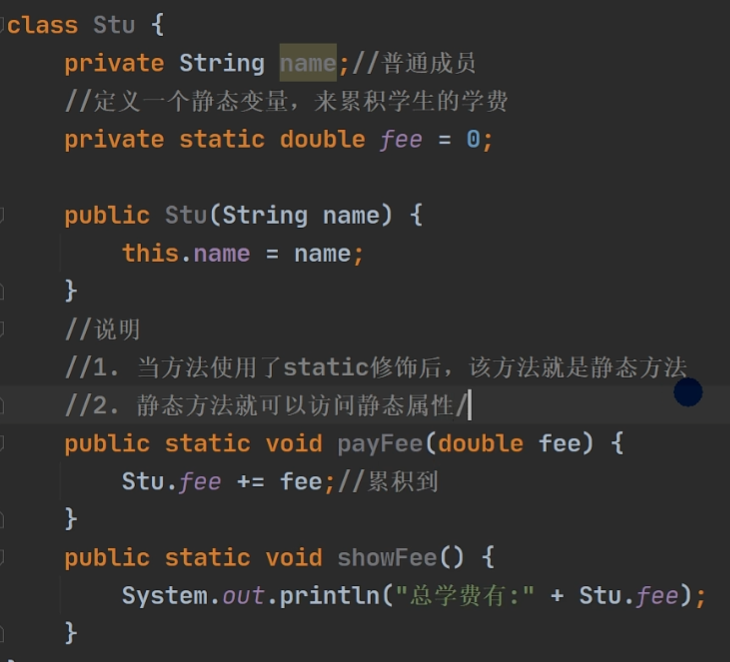 class Stu {
private String name;//普通成员
//定义一个静态变量，来累积学生的学费
private static double fee = 0;
public Stu(String name) {
this.name = name;
}
//说明
//1. 当方法使用了static修饰后，该方法就是静态方法
//2. 静态方法就可以访问静态属性/
public static void payFee(double fee) {
Stu.fee += fee;//累积到
}
public static void showFee() {
System.out.println("总学费有:" + Stu.fee);
}